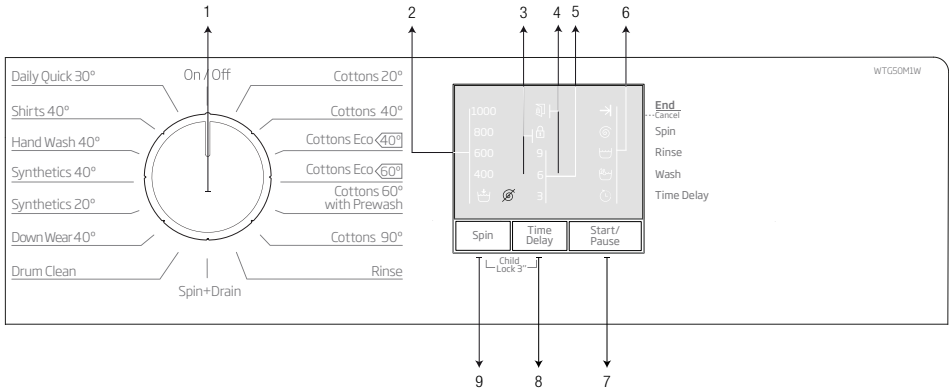 1
2
3
4
5
6
WTG50M1W
On / Off
Daily Quick 30°
Shirts 40°
Hand Wash 40°
Synthetics 40°
Synthetics 20°
Down Wear 40°
Drum Clean
Spin+Drain
Cottons 20°
Cottons 40°
Cottons Eco 40°
Cottons Eco 60°
Cottons 60°
with Prewash
Cottons 90°
Rinse
1000
800
600
400
9
6
3
End
Cancel
Spin
Rinse
Wash
Time Delay
Spin
Time
Delay
Start/
Pause
Child
Lock 3"
9
8
7